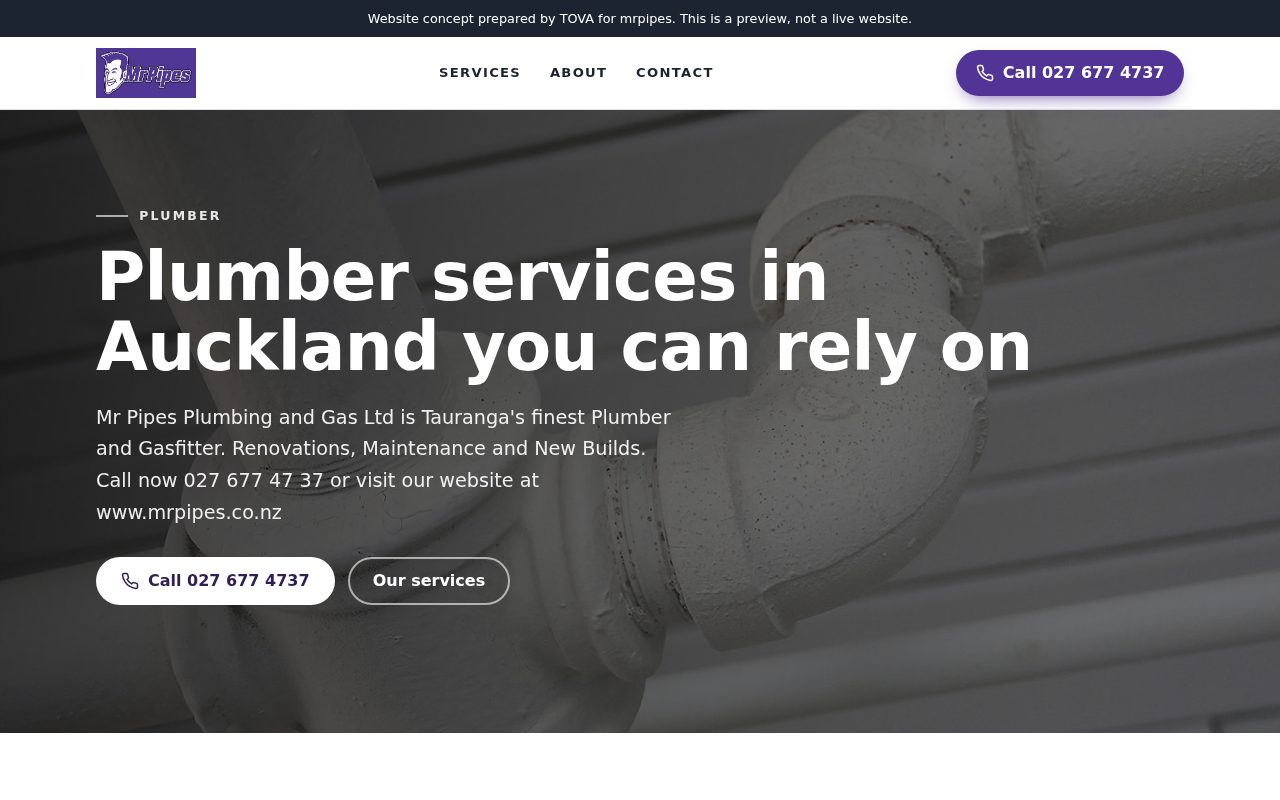 Website concept prepared by TOVA for mrpipes. This is a preview, not a live website.
MrPipes
SERVICES ABOUT CONTACT
Call 027 677 4737
PLUMBER
Plumber services in
Auckland you can rely on
Mr Pipes Plumbing and Gas Ltd is Tauranga's finest Plumber
and Gasfitter. Renovations, Maintenance and New Builds.
Call now 027 677 47 37 or visit our website at
www.mrpipes.co.nz
Call 027 677 4737
Our services